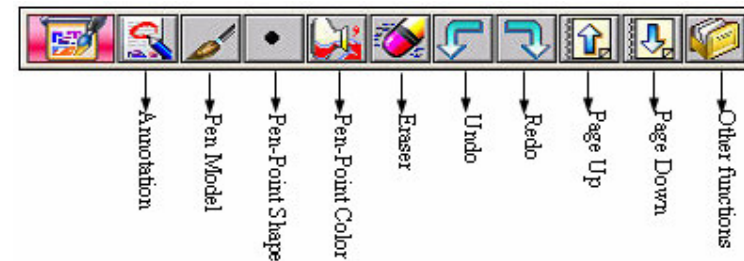 Annotation
Pen Model
Pen-Point Shape
Pen-Point Color
Eraser
Undo
Redo
Page Up
Page Down
Other functions